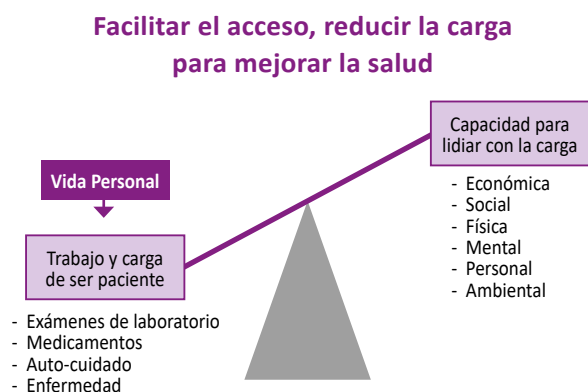 Facilitar el acceso, reducir la carga
para mejorar la salud
Capacidad para
lidiar con la carga
- Económica
- Social
- Física
- Mental
- Personal
- Ambiental
Vida Personal
Trabajo y carga
de ser paciente
- Exámenes de laboratorio
- Medicamentos
- Auto-cuidado
- Enfermedad